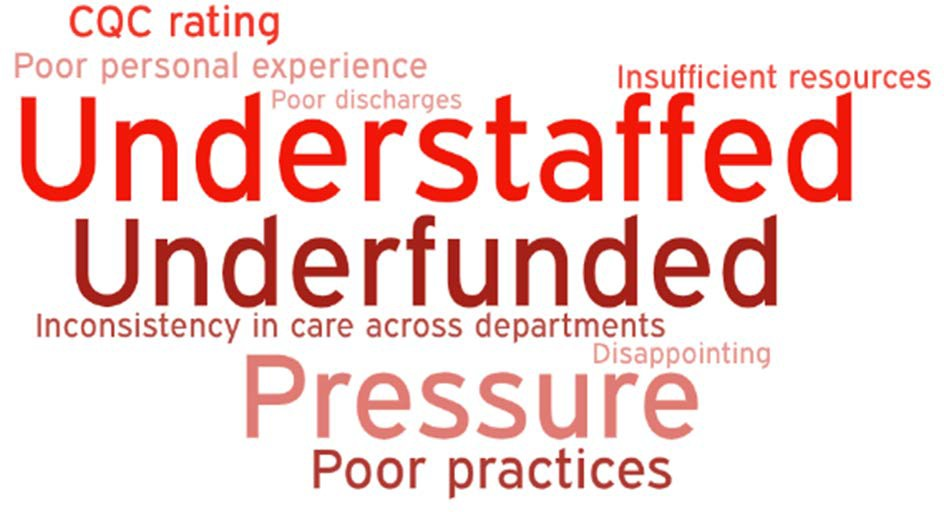 CQC rating
Poor personal experience
Insufficient resources
Poor discharges
Understaffed
Underfunded
Inconsistency in care across departments
Disappointing
Pressure
Poor practices